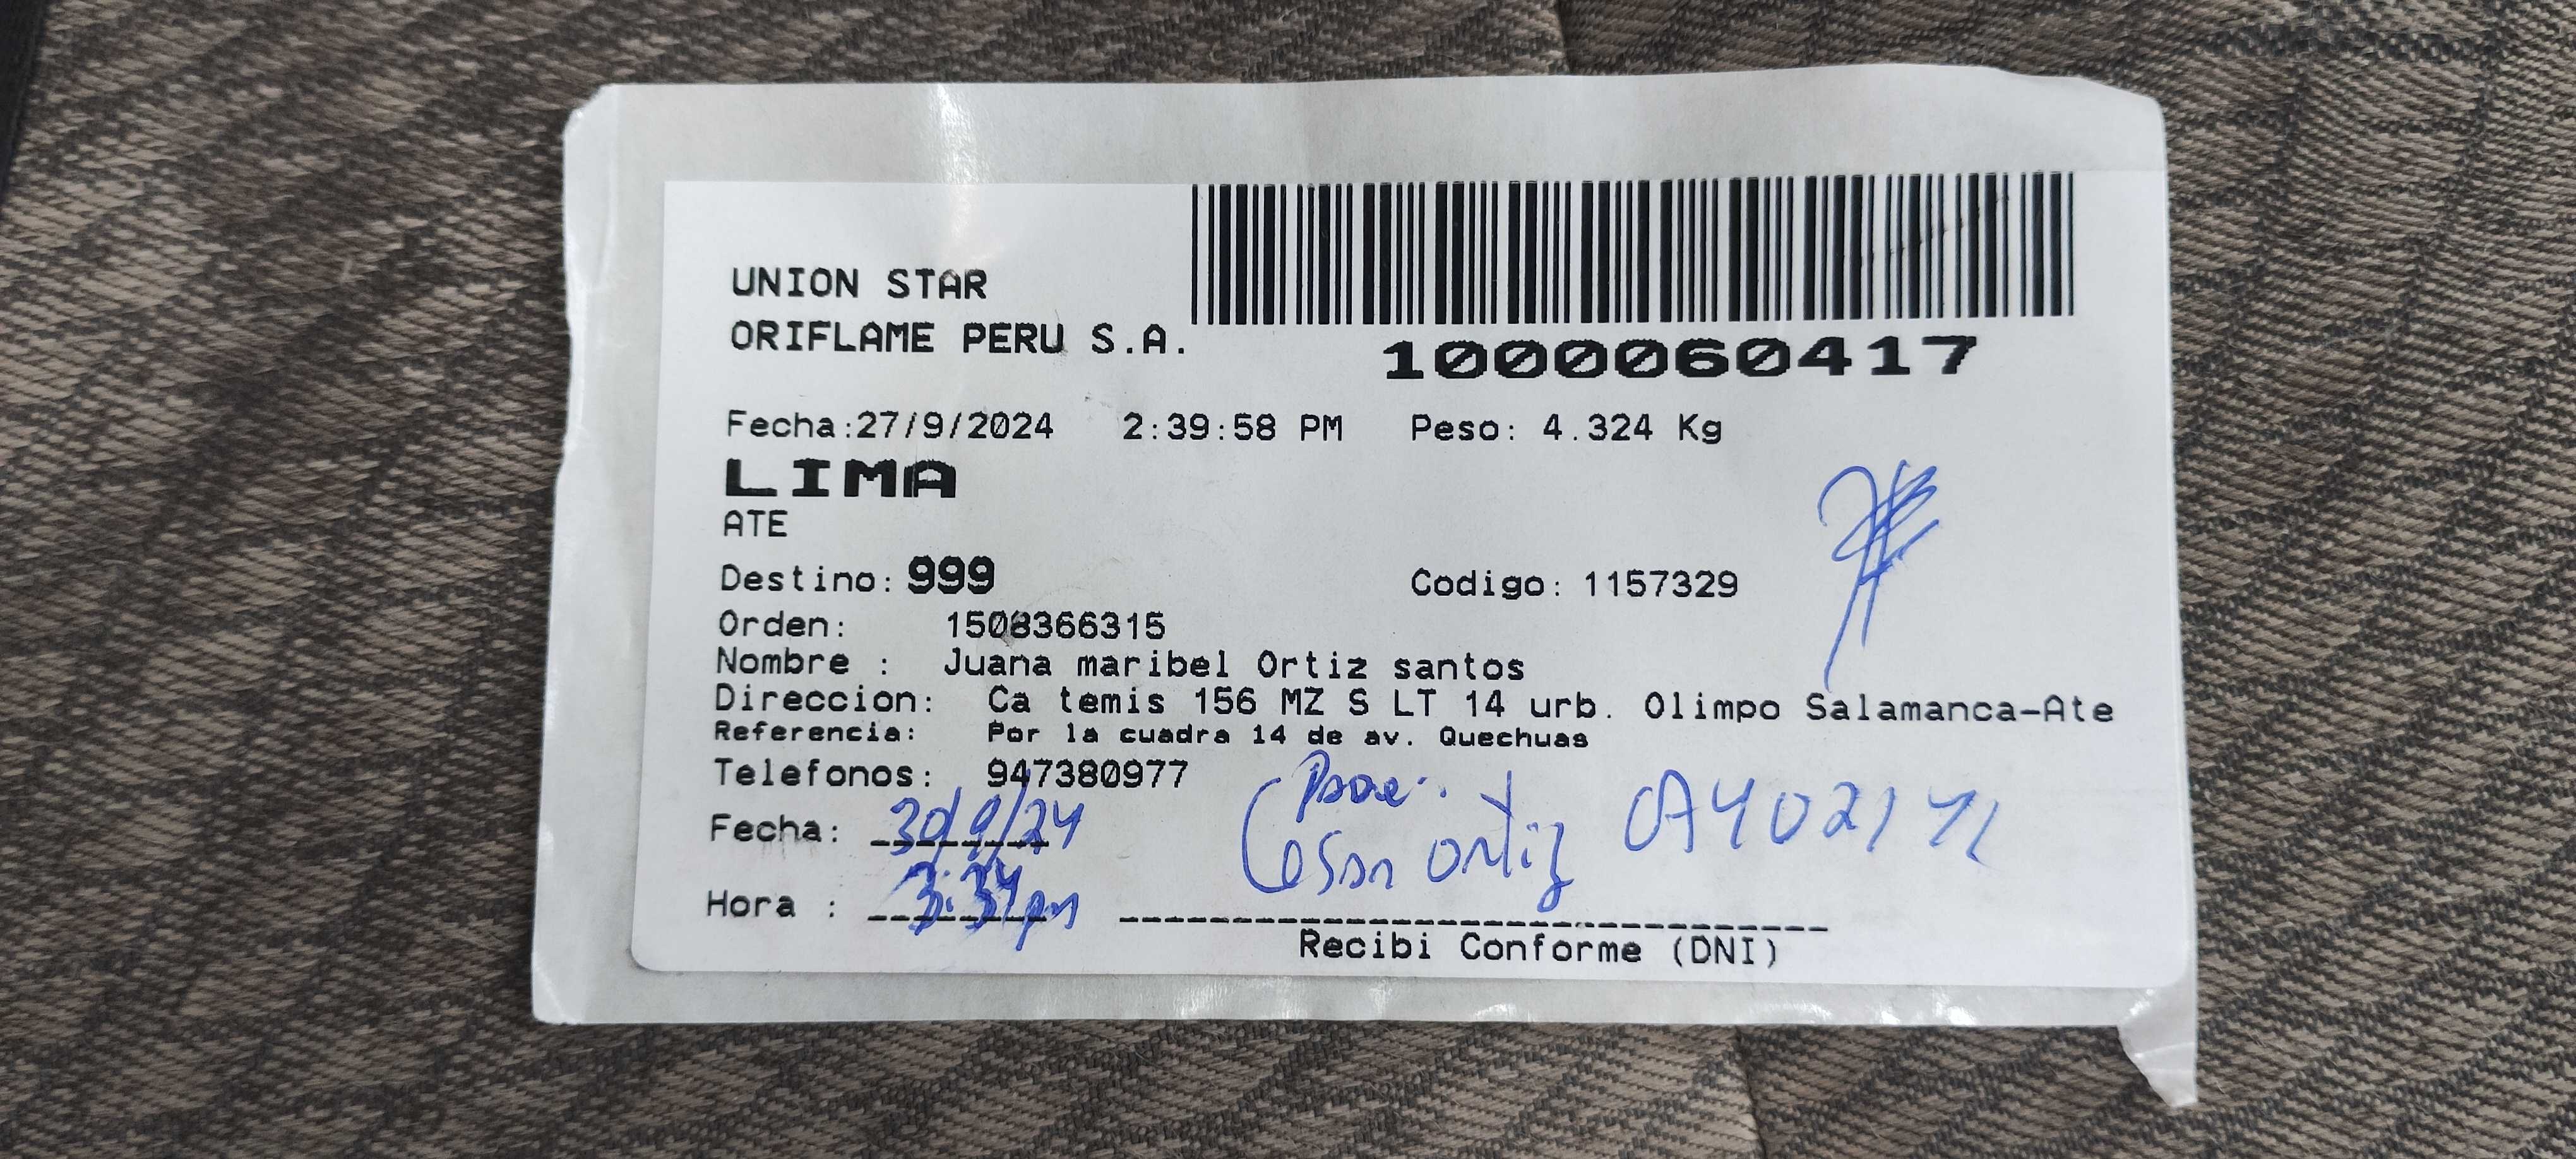 UNION STAR
ORIFLAME PERU S.A.
1000060417
Fecha:27/9/2024 2:39:58 PM Peso: 4.324 Kg
LIMA
ATE
Destino: 999 Codigo: 1157329
Orden: 1508366315
Nombre : Juana maribel Ortiz santos
Direccion: Ca temis 156 MZ S LT 14 urb. Olimpo Salamanca-Ate
Referencia: Por la cuadra 14 de av. Quechuas
Telefonos: 947380977
Fecha: 30/9/24
Cesar Ortiz
Hora : 3:34pm
Recibi Conforme (DNI)